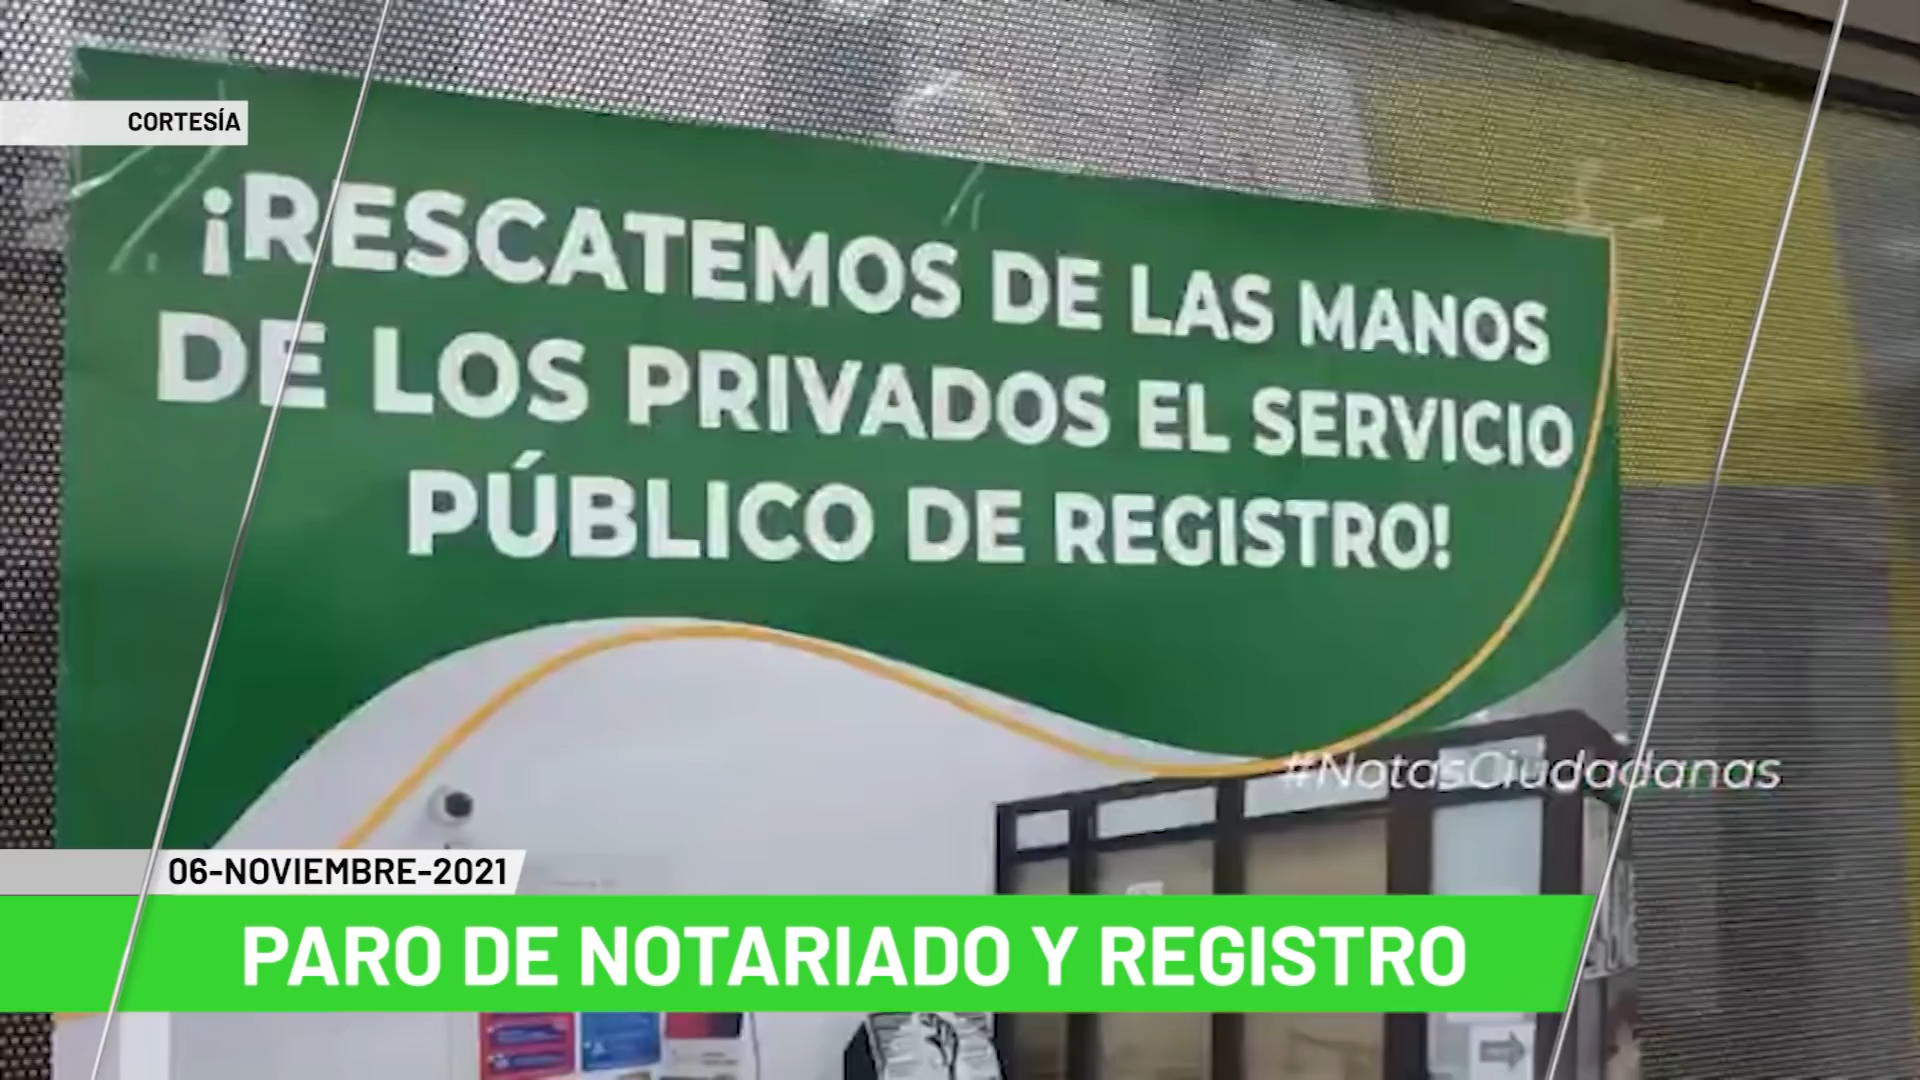 CORTESÍA
¡RESCATEMOS DE LAS MANOS
DE LOS PRIVADOS EL SERVICIO
PÚBLICO DE REGISTRO!
#NotasCiudadanas
06-NOVIEMBRE-2021
PARO DE NOTARIADO Y REGISTRO